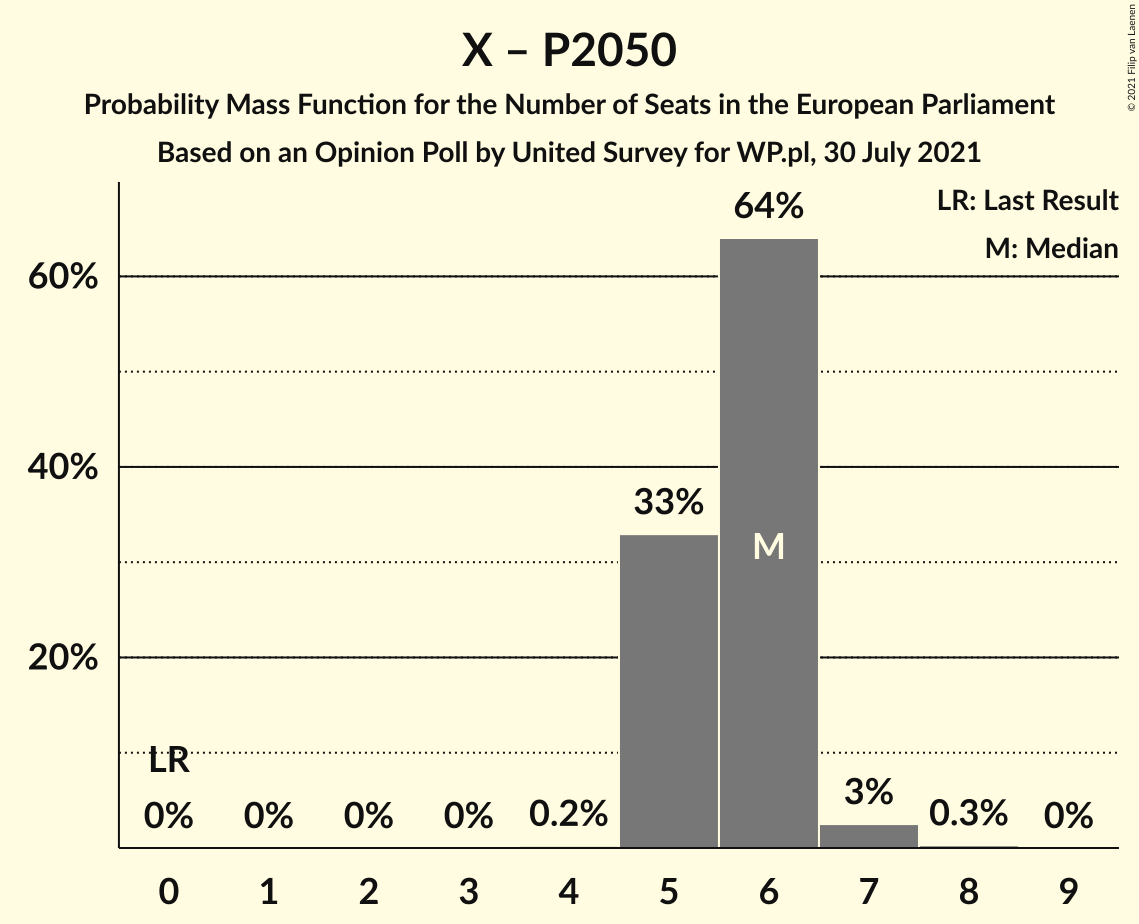 X – P2050
Probability Mass Function for the Number of Seats in the European Parliament
Based on an Opinion Poll by United Survey for WP.pl, 30 July 2021
© 2021 Filip van Laenen
LR: Last Result
M: Median
60%
40%
20%
64%
33%
M
LR
0%
0%
0%
0%
0.2%
3%
0.3%
0%
0 1 2 3 4 5 6 7 8 9